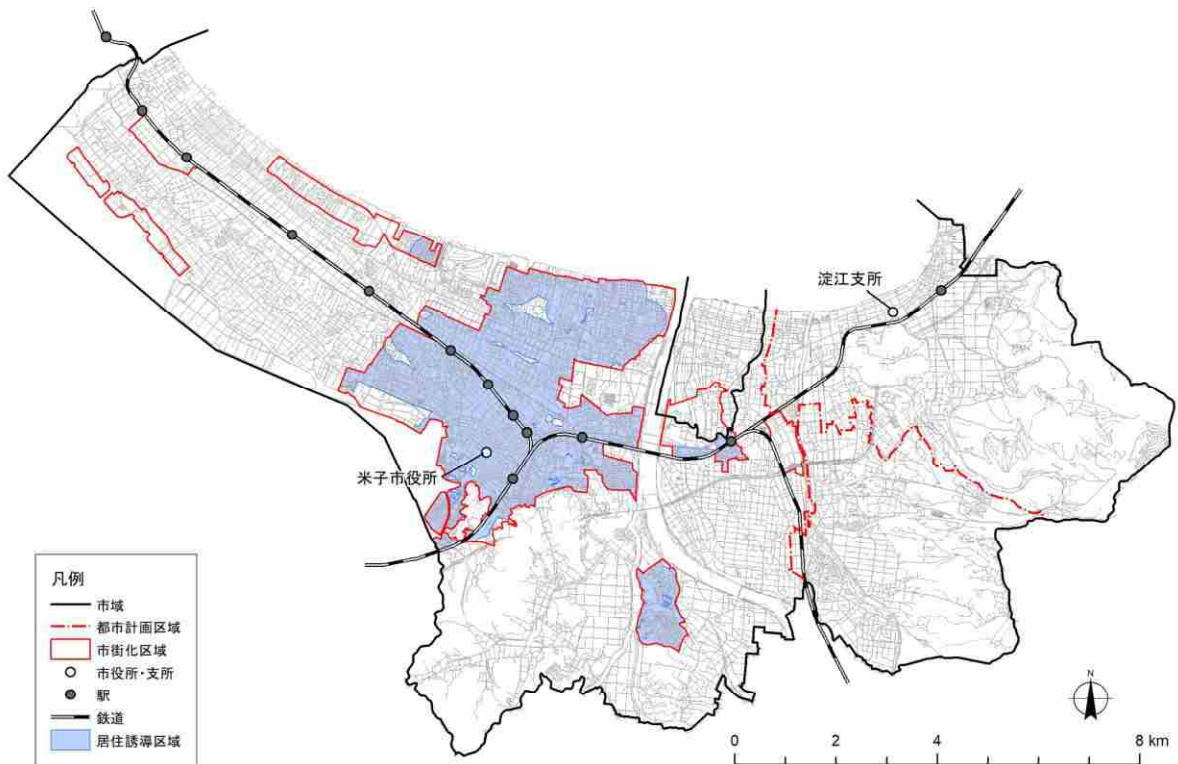 淀江支所
米子市役所
凡例
市域
都市計画区域
市街化区域
市役所・支所
駅
鉄道
居住誘導区域
N
0 2 4 8 km